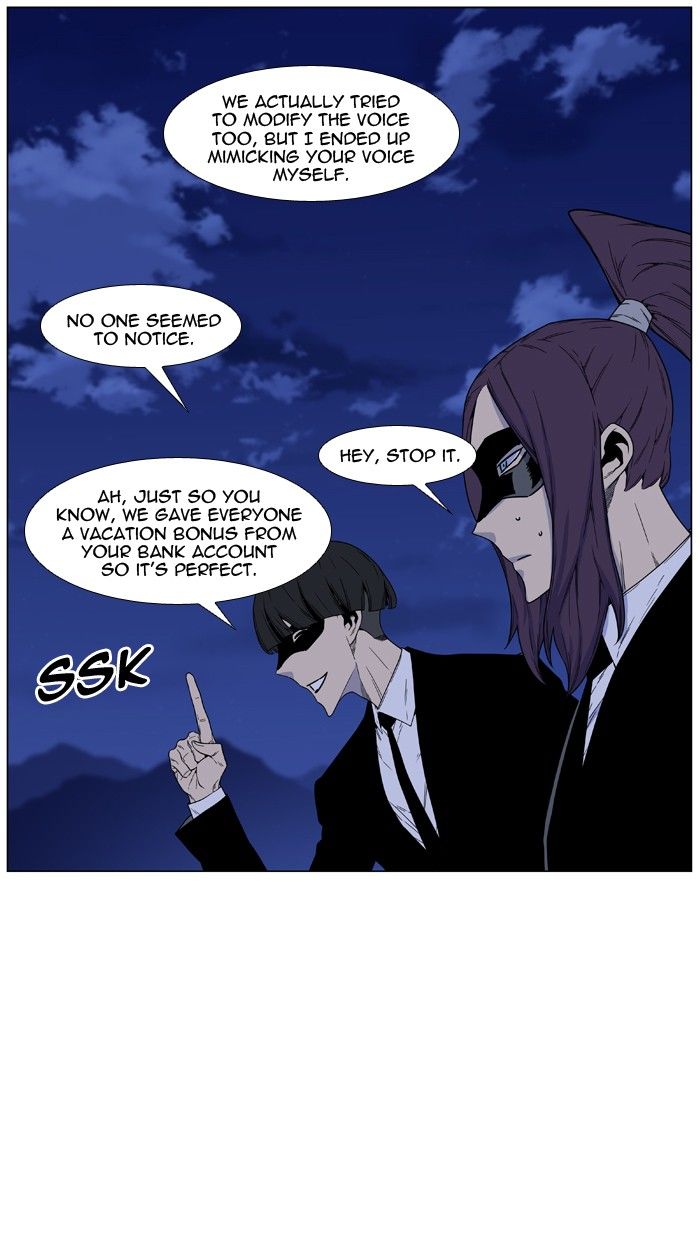 WE ACTUALLY TRIED
TO MODIFY THE VOICE
TOO, BUT I ENDED UP
MIMICKING YOUR VOICE
MYSELF.
NO ONE SEEMED
TO NOTICE.
HEY, STOP IT.
AH, JUST SO YOU
KNOW, WE GAVE EVERYONE
A VACATION BONUS FROM
YOUR BANK ACCOUNT
SO IT'S PERFECT.
SSK